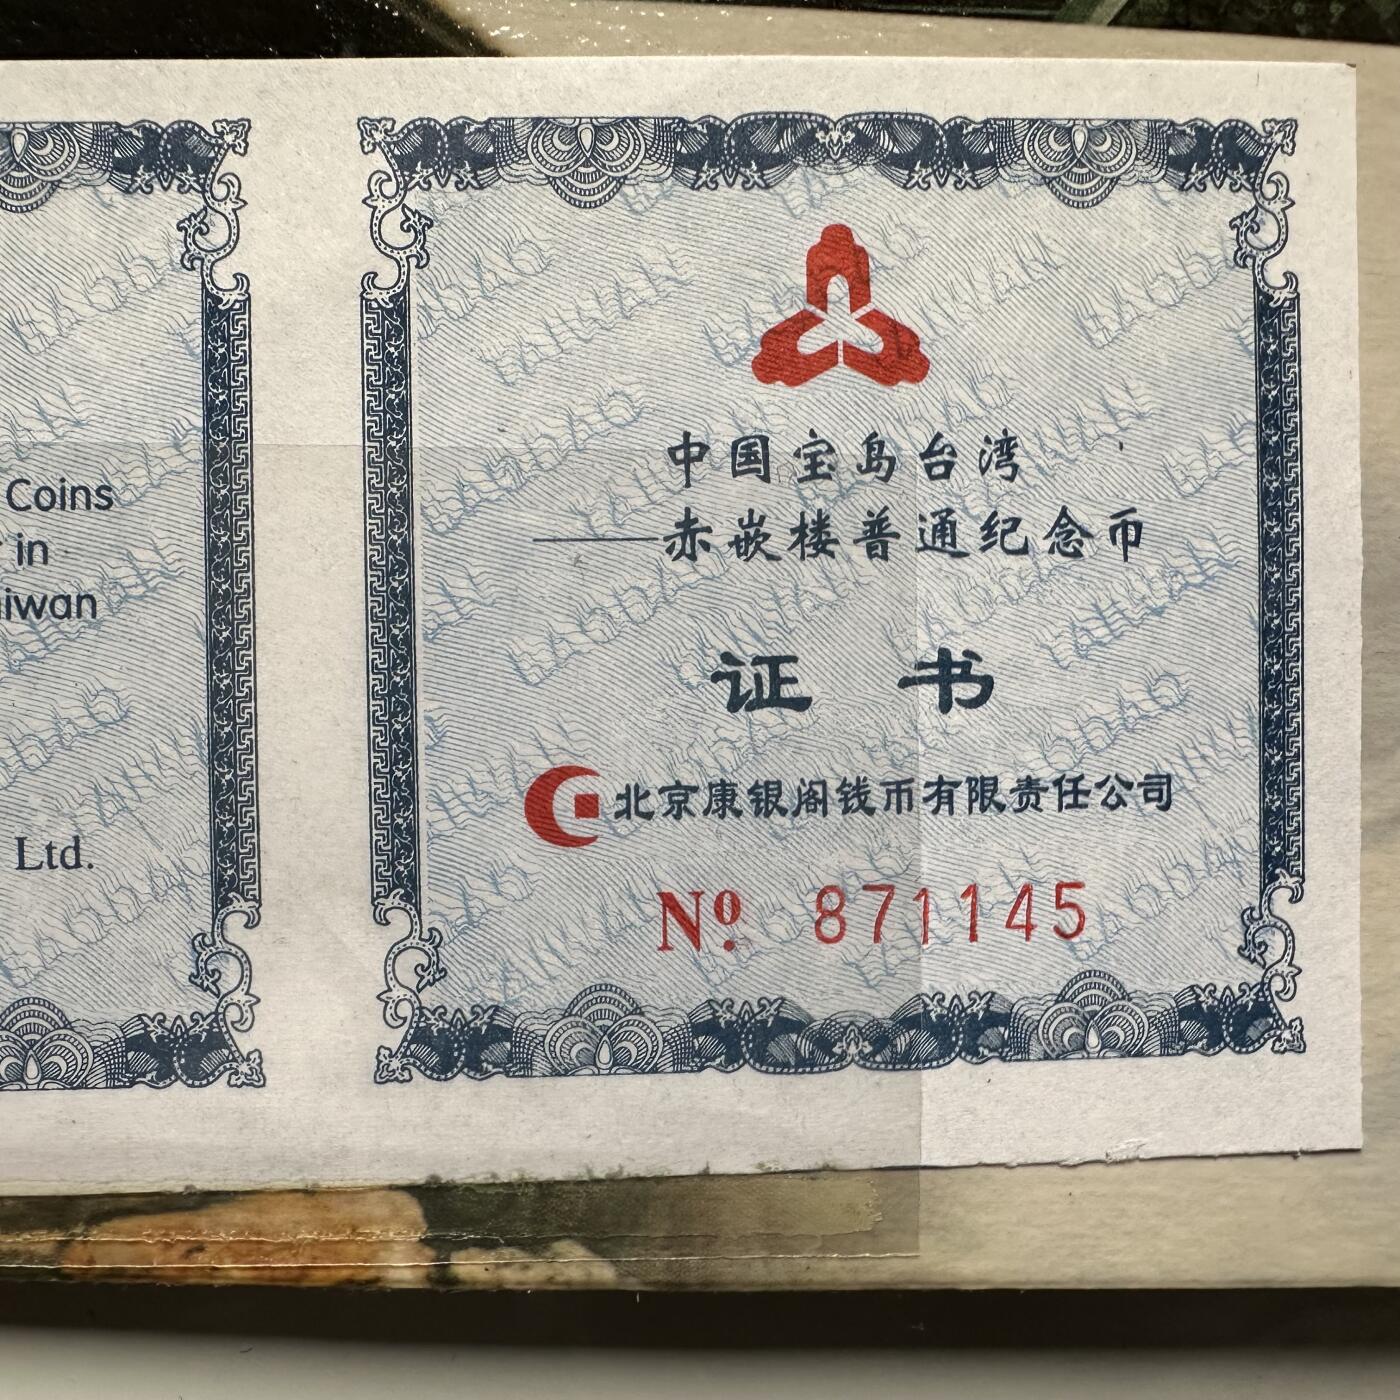 Coins
in
iwan
Ltd.
中国宝岛台湾
——赤嵌楼普通纪念币
证 书
北京康银阁钱币有限责任公司
Nº 871145